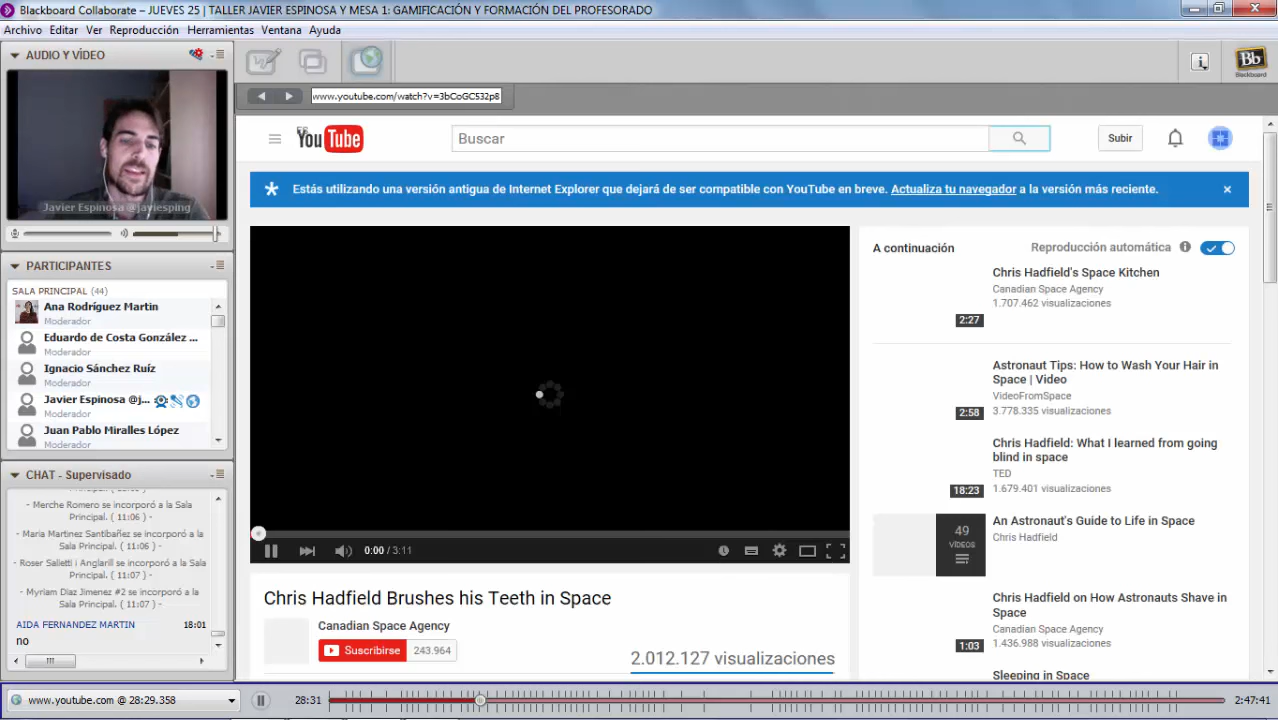 Blackboard Collaborate – JUEVES 25 | TALLER JAVIER ESPINOSA Y MESA 1: GAMIFICACIÓN Y FORMACIÓN DEL PROFESORADO
Archivo Editar Ver Reproducción Herramientas Ventana Ayuda
AUDIO Y VÍDEO
Javier Espinosa @javiesping
PARTICIPANTES
SALA PRINCIPAL (44)
Ana Rodríguez Martin
Moderador
Eduardo de Costa González ...
Moderador
Ignacio Sánchez Ruíz
Moderador
Javier Espinosa @j...
Moderador
Juan Pablo Miralles López
Moderador
CHAT - Supervisado
- Merche Romero se incorporó a la Sala
Principal. ( 11:06 ) -
- Maria Martinez Santibañez se incorporó a la
Sala Principal. ( 11:06 ) -
- Roser Salietti i Anglarill se incorporó a la
Sala Principal. ( 11:07 ) -
- Myriam Diaz Jimenez #2 se incorporó a la
Sala Principal. ( 11:07 ) -
AIDA FERNANDEZ MARTIN 18:01
no
Bb
Blackboard
www.youtube.com/watch?v=3bCoGC532p8
YouTube ES
Buscar
Subir
Estás utilizando una versión antigua de Internet Explorer que dejará de ser compatible con YouTube en breve. Actualiza tu navegador a la versión más reciente.
0:00 / 3:11
Chris Hadfield Brushes his Teeth in Space
Canadian Space Agency
Suscribirse 243.964
2.012.127 visualizaciones
A continuación Reproducción automática
Chris Hadfield's Space Kitchen
Canadian Space Agency
1.707.462 visualizaciones
2:27
Astronaut Tips: How to Wash Your Hair in
Space | Video
VideoFromSpace
3.778.335 visualizaciones
2:58
Chris Hadfield: What I learned from going
blind in space
TED
1.679.401 visualizaciones
18:23
An Astronaut's Guide to Life in Space
Chris Hadfield
49
VÍDEOS
Chris Hadfield on How Astronauts Shave in
Space
Canadian Space Agency
1.436.988 visualizaciones
1:03
Sleeping in Space
www.youtube.com @ 28:29.358
28:31
2:47:41